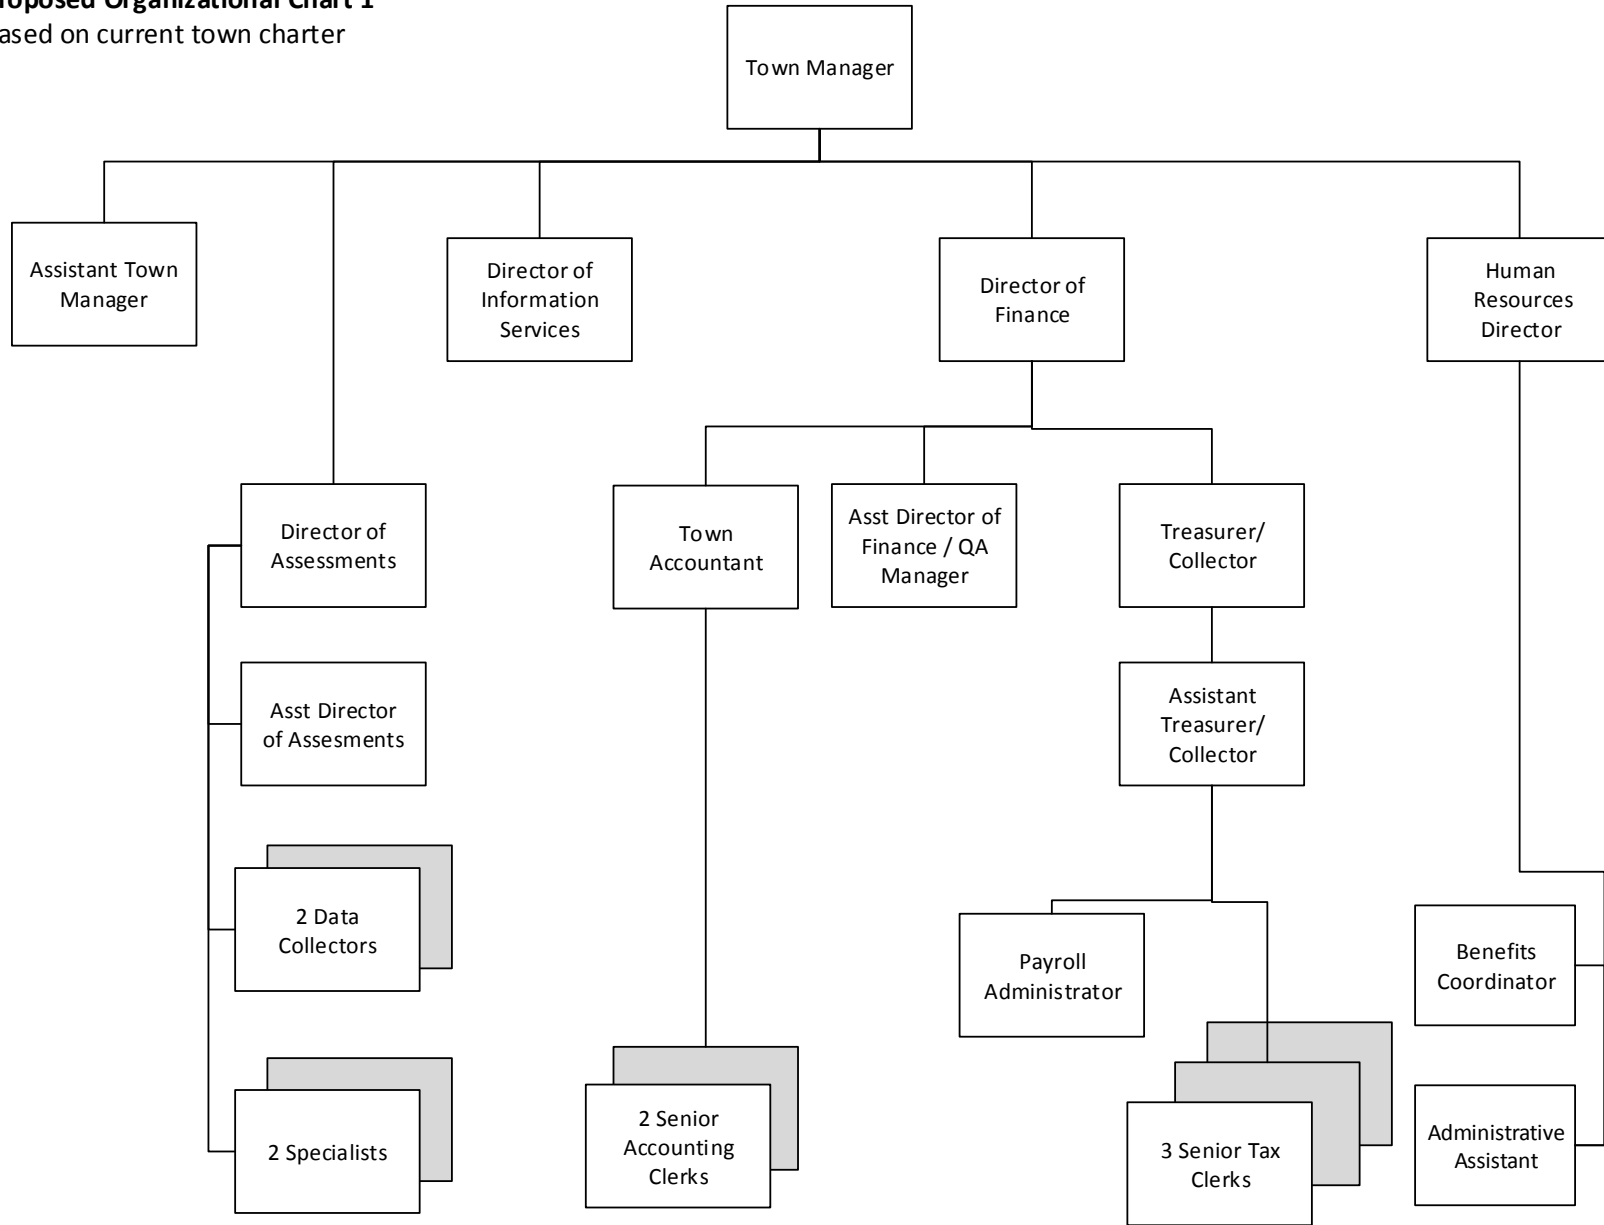 roposed Organizational Chart 1
ased on current town charter
Town Manager
Assistant Town
Manager
Director of
Information
Services
Director of
Finance
Human
Resources
Director
Director of
Assessments
Town
Accountant
Asst Director of
Finance / QA
Manager
Treasurer/
Collector
Asst Director
of Assesments
Assistant
Treasurer/
Collector
2 Data
Collectors
Payroll
Administrator
Benefits
Coordinator
2 Specialists
2 Senior
Accounting
Clerks
3 Senior Tax
Clerks
Administrative
Assistant